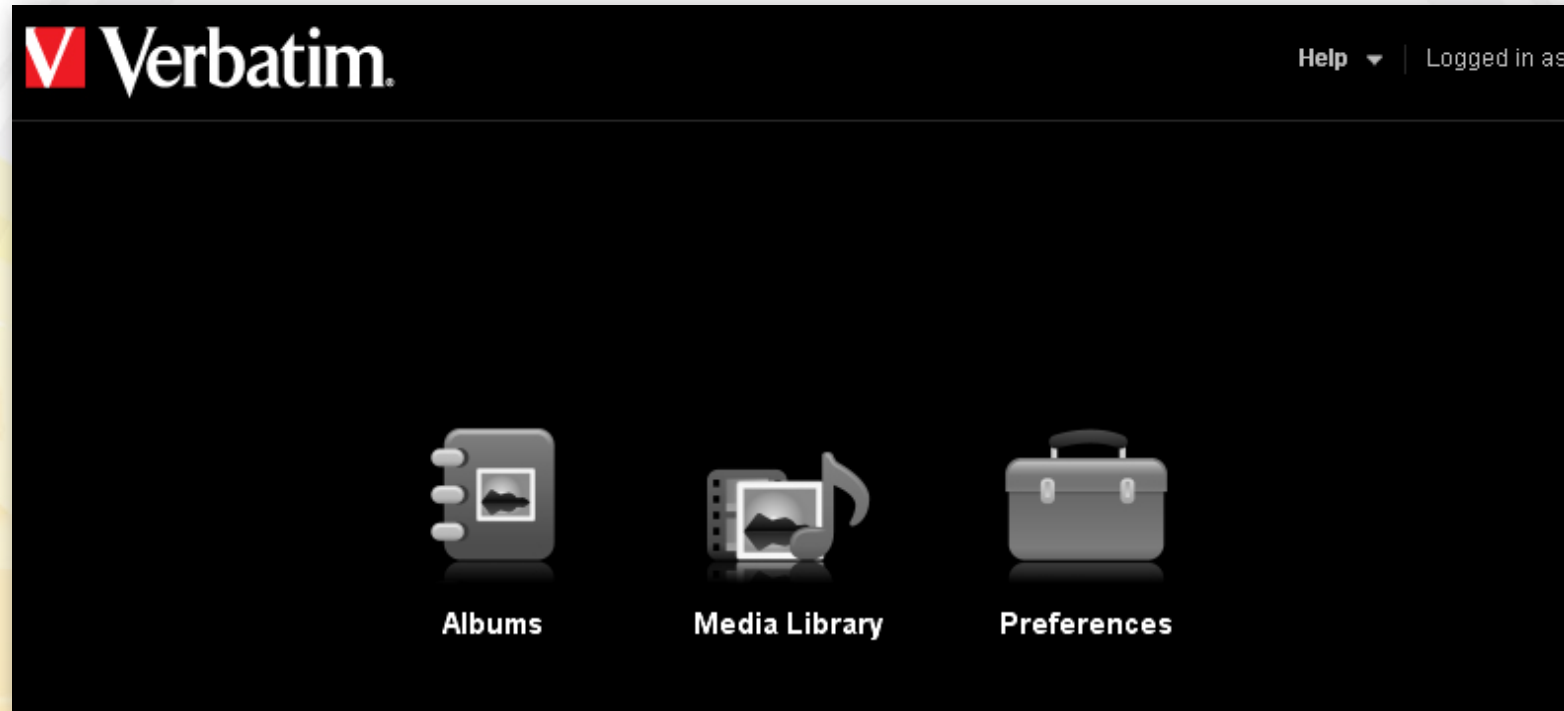 V Verbatim.
Help Logged in as
Albums Media Library Preferences